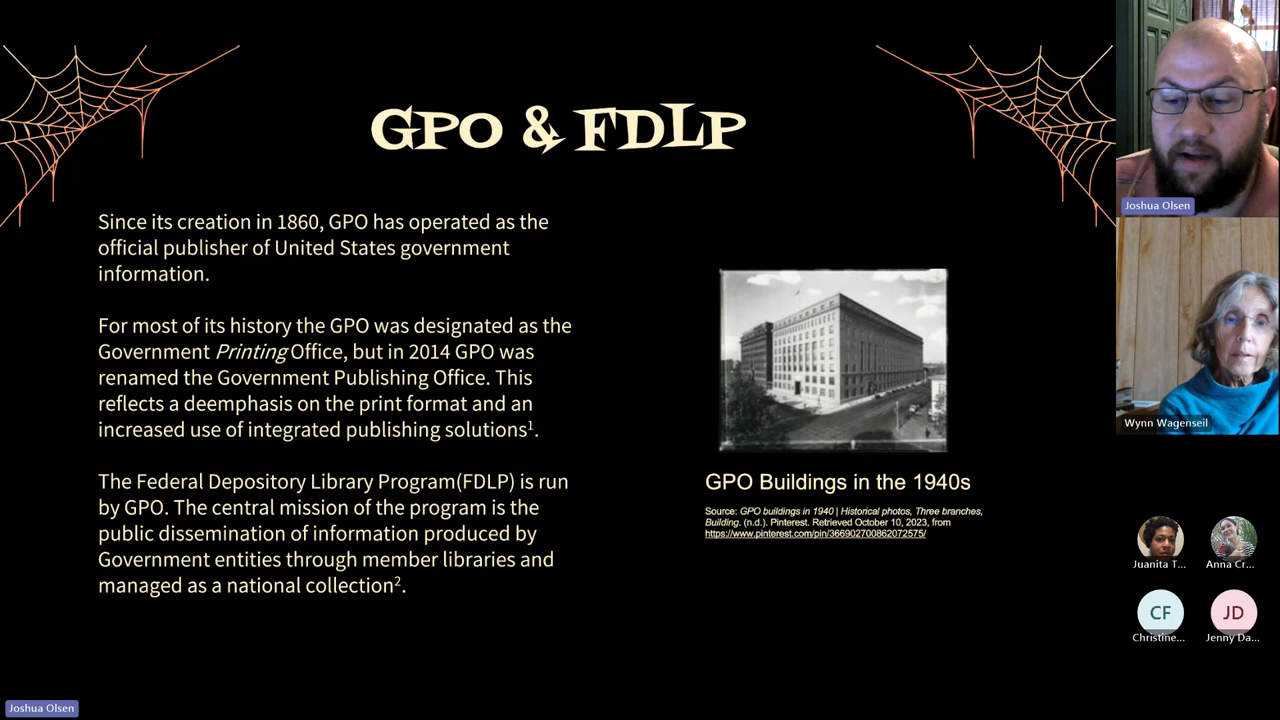 GPO & FDLP
Since its creation in 1860, GPO has operated as the
official publisher of United States government
information.
For most of its history the GPO was designated as the
Government Printing Office, but in 2014 GPO was
renamed the Government Publishing Office. This
reflects a deemphasis on the print format and an
increased use of integrated publishing solutions¹.
The Federal Depository Library Program(FDLP) is run
by GPO. The central mission of the program is the
public dissemination of information produced by
Government entities through member libraries and
managed as a national collection².
GPO Buildings in the 1940s
Source: GPO buildings in 1940 | Historical photos, Three branches,
Building. (n.d.). Pinterest. Retrieved October 10, 2023, from
https://www.pinterest.com/pin/366902700862072575/
Joshua Olsen
Wynn Wagenseil
Juanita T...
Anna Cr...
CF
JD
Christine...
Jenny Da...
Joshua Olsen